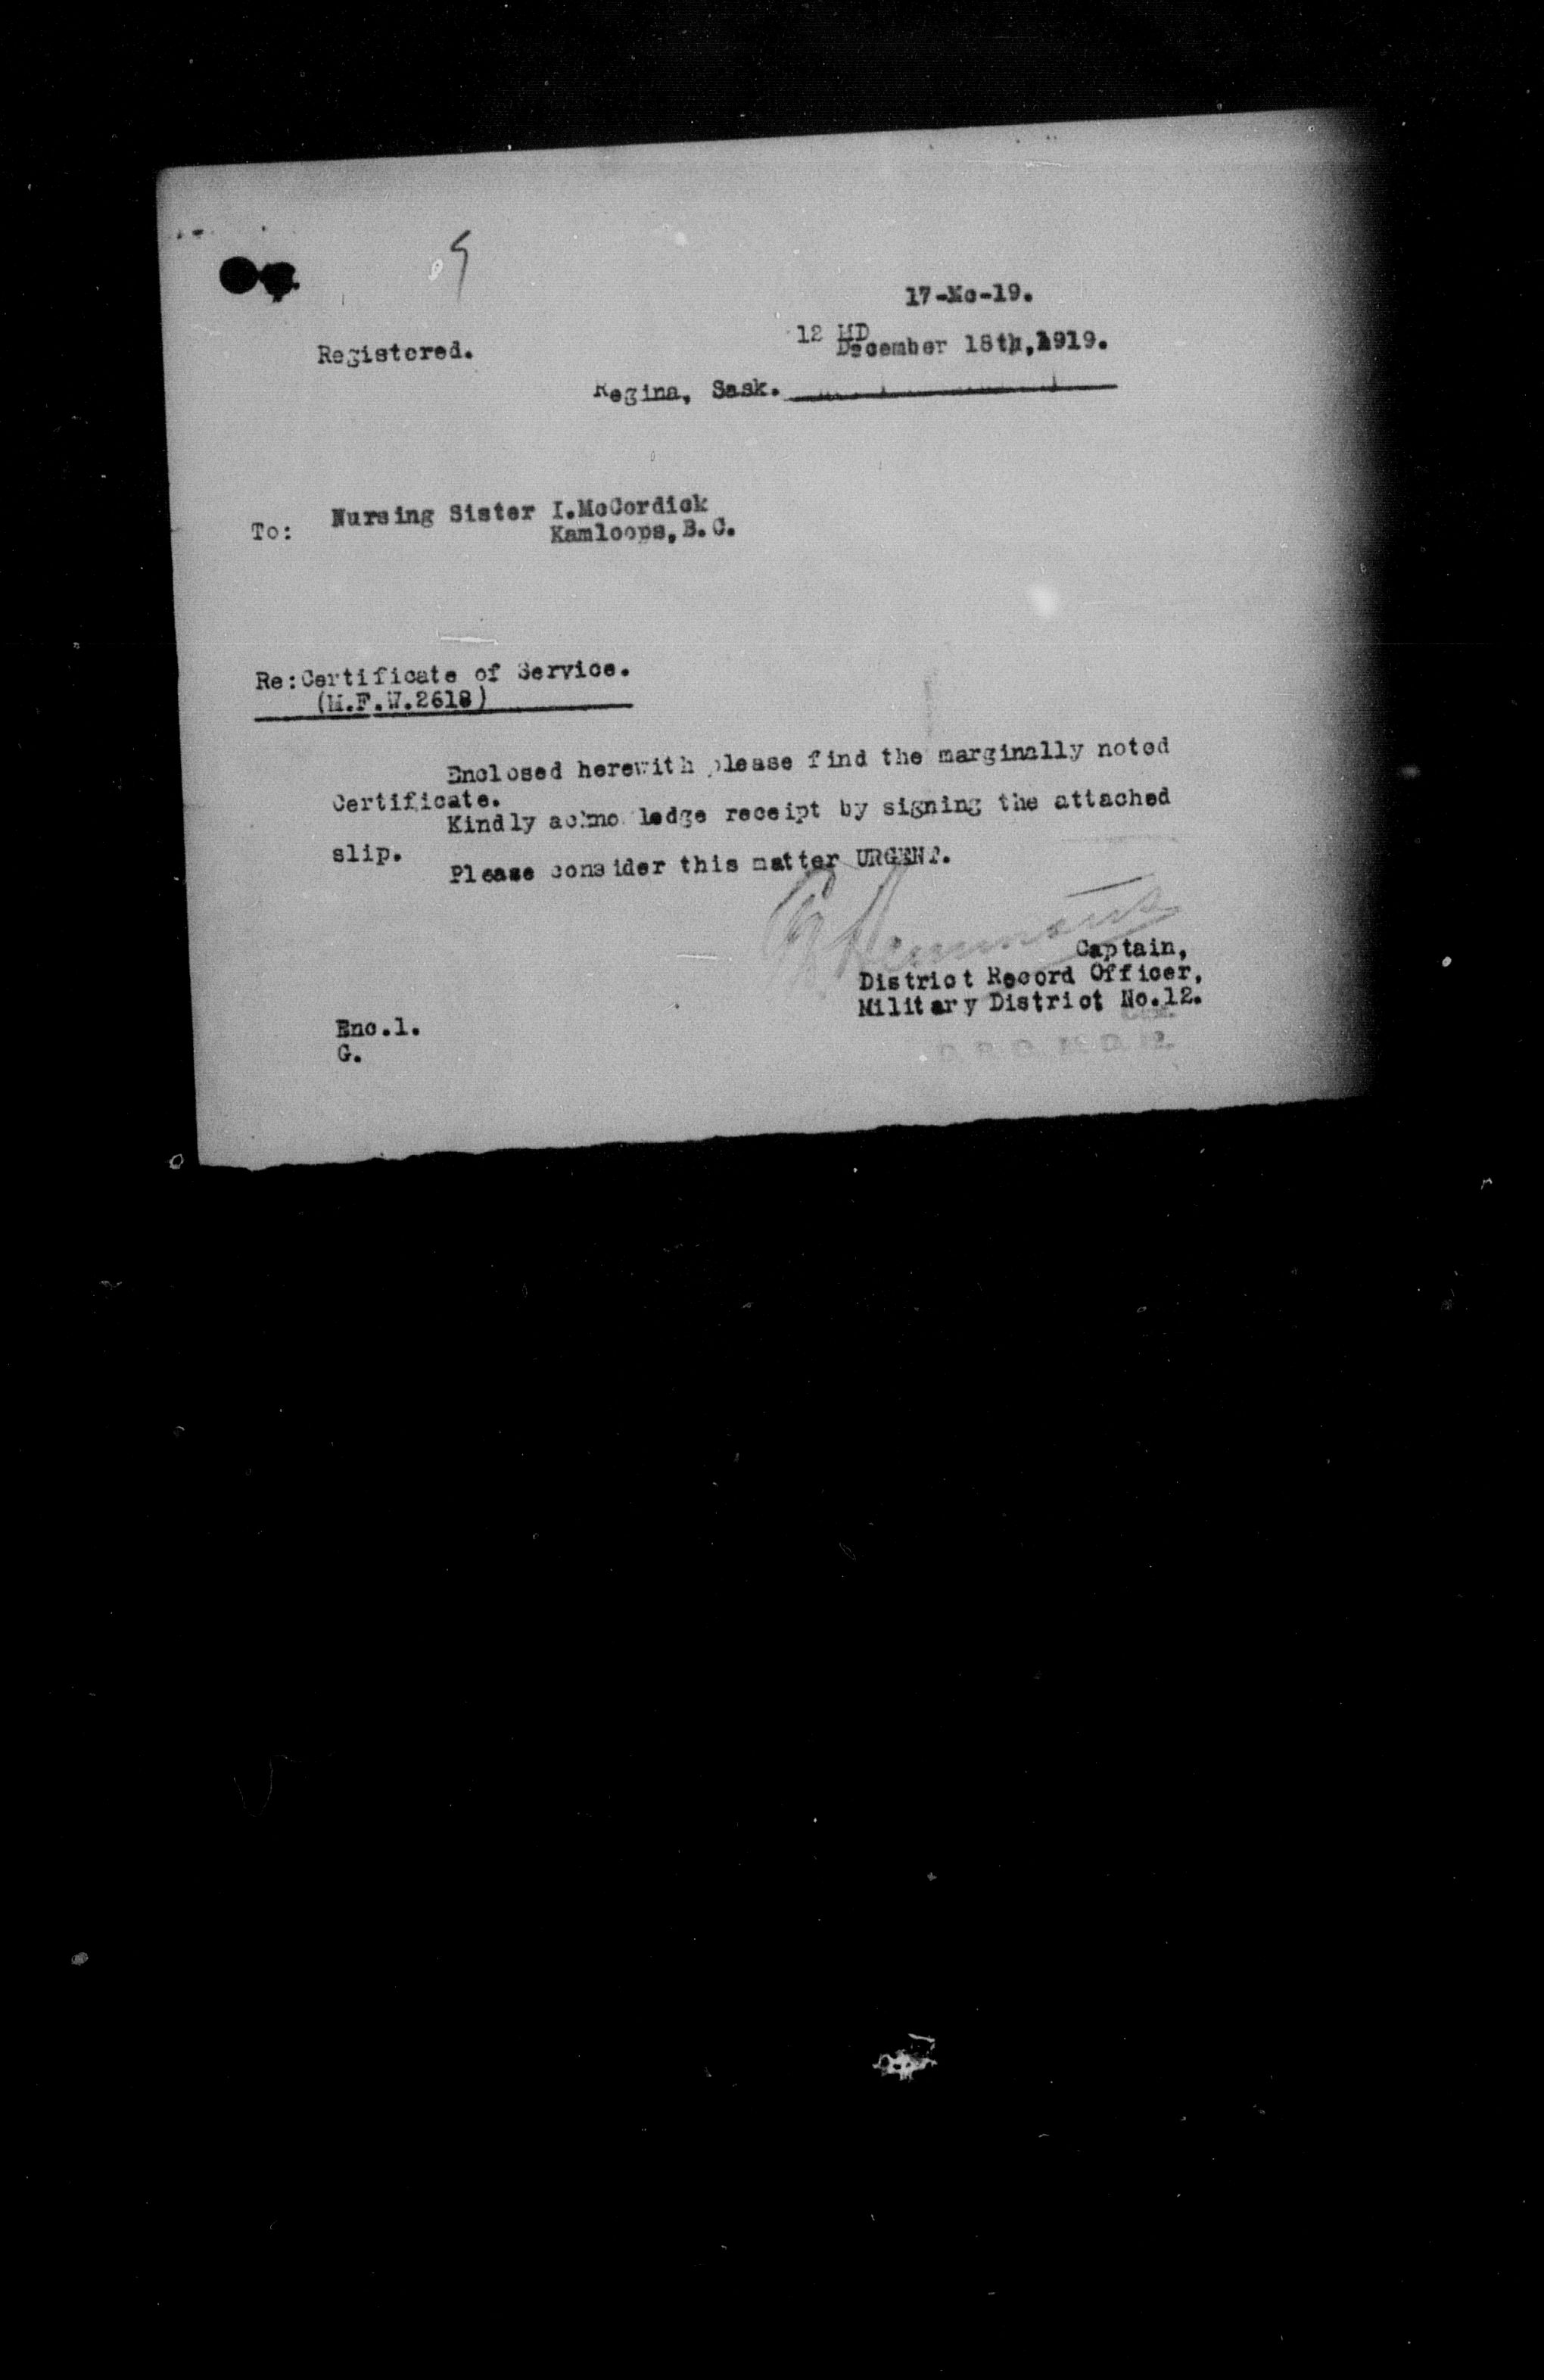 17-Mc-19.
12 MD
Registered.
December 18th,1919.
Regina, Sask.
To: Nursing Sister I.McCordick
Kamloops,B.C.
Re:Certificate of Service.
(M.F.W.2618)
Enclosed herewith please find the marginally noted
Certificate.
Kindly acknowledge receipt by signing the attached
slip.
Please consider this matter URGENT.
Captain,
District Record Officer,
Military District No.12.
Enc.1.
G.